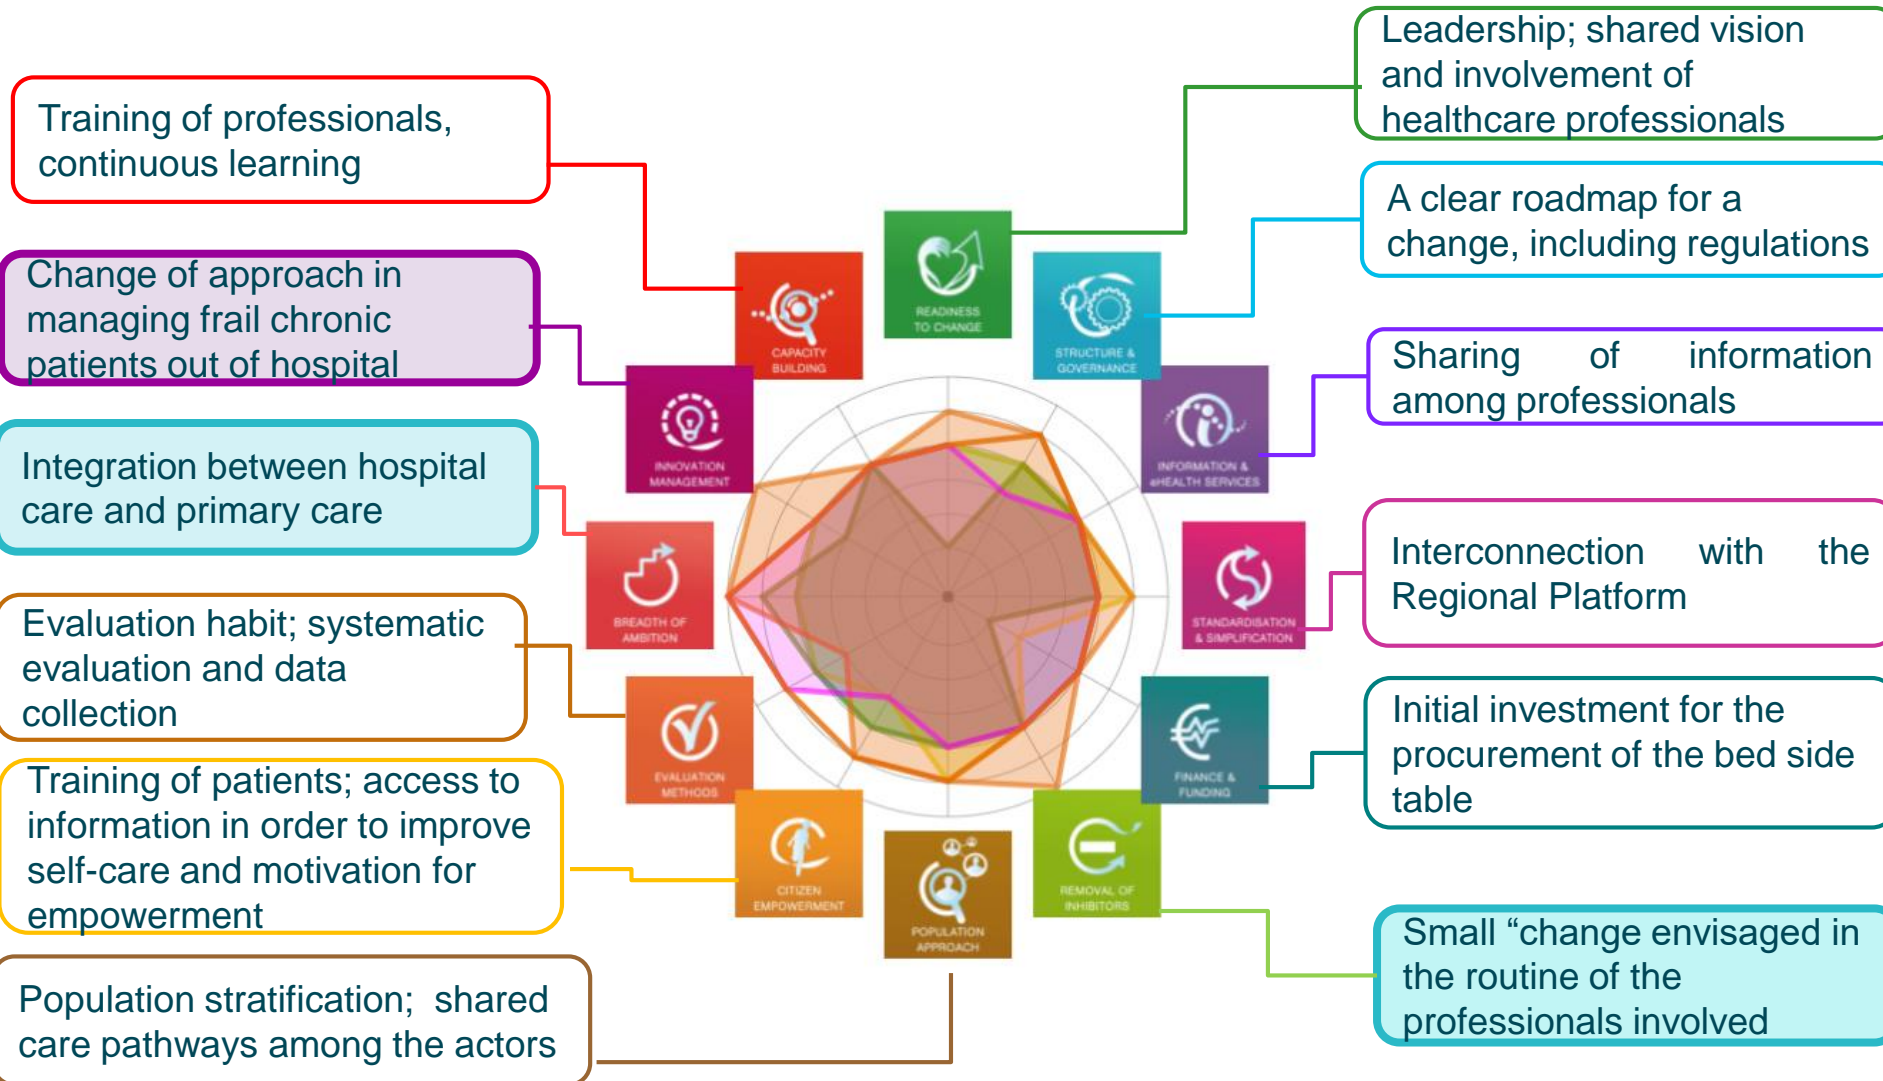 Training of professionals,
continuous learning
Change of approach in
managing frail chronic
patients out of hospital
Integration between hospital
care and primary care
Evaluation habit; systematic
evaluation and data
collection
Training of patients; access to
information in order to improve
self-care and motivation for
empowerment
Population stratification;  shared
care pathways among the actors
READINESS
TO CHANGE
STRUCTURE &
GOVERNANCE
INFORMATION &
eHEALTH SERVICES
STANDARDISATION
& SIMPLIFICATION
FINANCE &
FUNDING
REMOVAL OF
INHIBITORS
POPULATION
APPROACH
CITIZEN
EMPOWERMENT
EVALUATION
METHODS
BREADTH OF
AMBITION
INNOVATION
MANAGEMENT
CAPACITY
BUILDING
Leadership; shared vision
and involvement of
healthcare professionals
A clear roadmap for a
change, including regulations
Sharing of information
among professionals
Interconnection with the
Regional Platform
Initial investment for the
procurement of the bed side
table
Small “change envisaged in
the routine of the
professionals involved